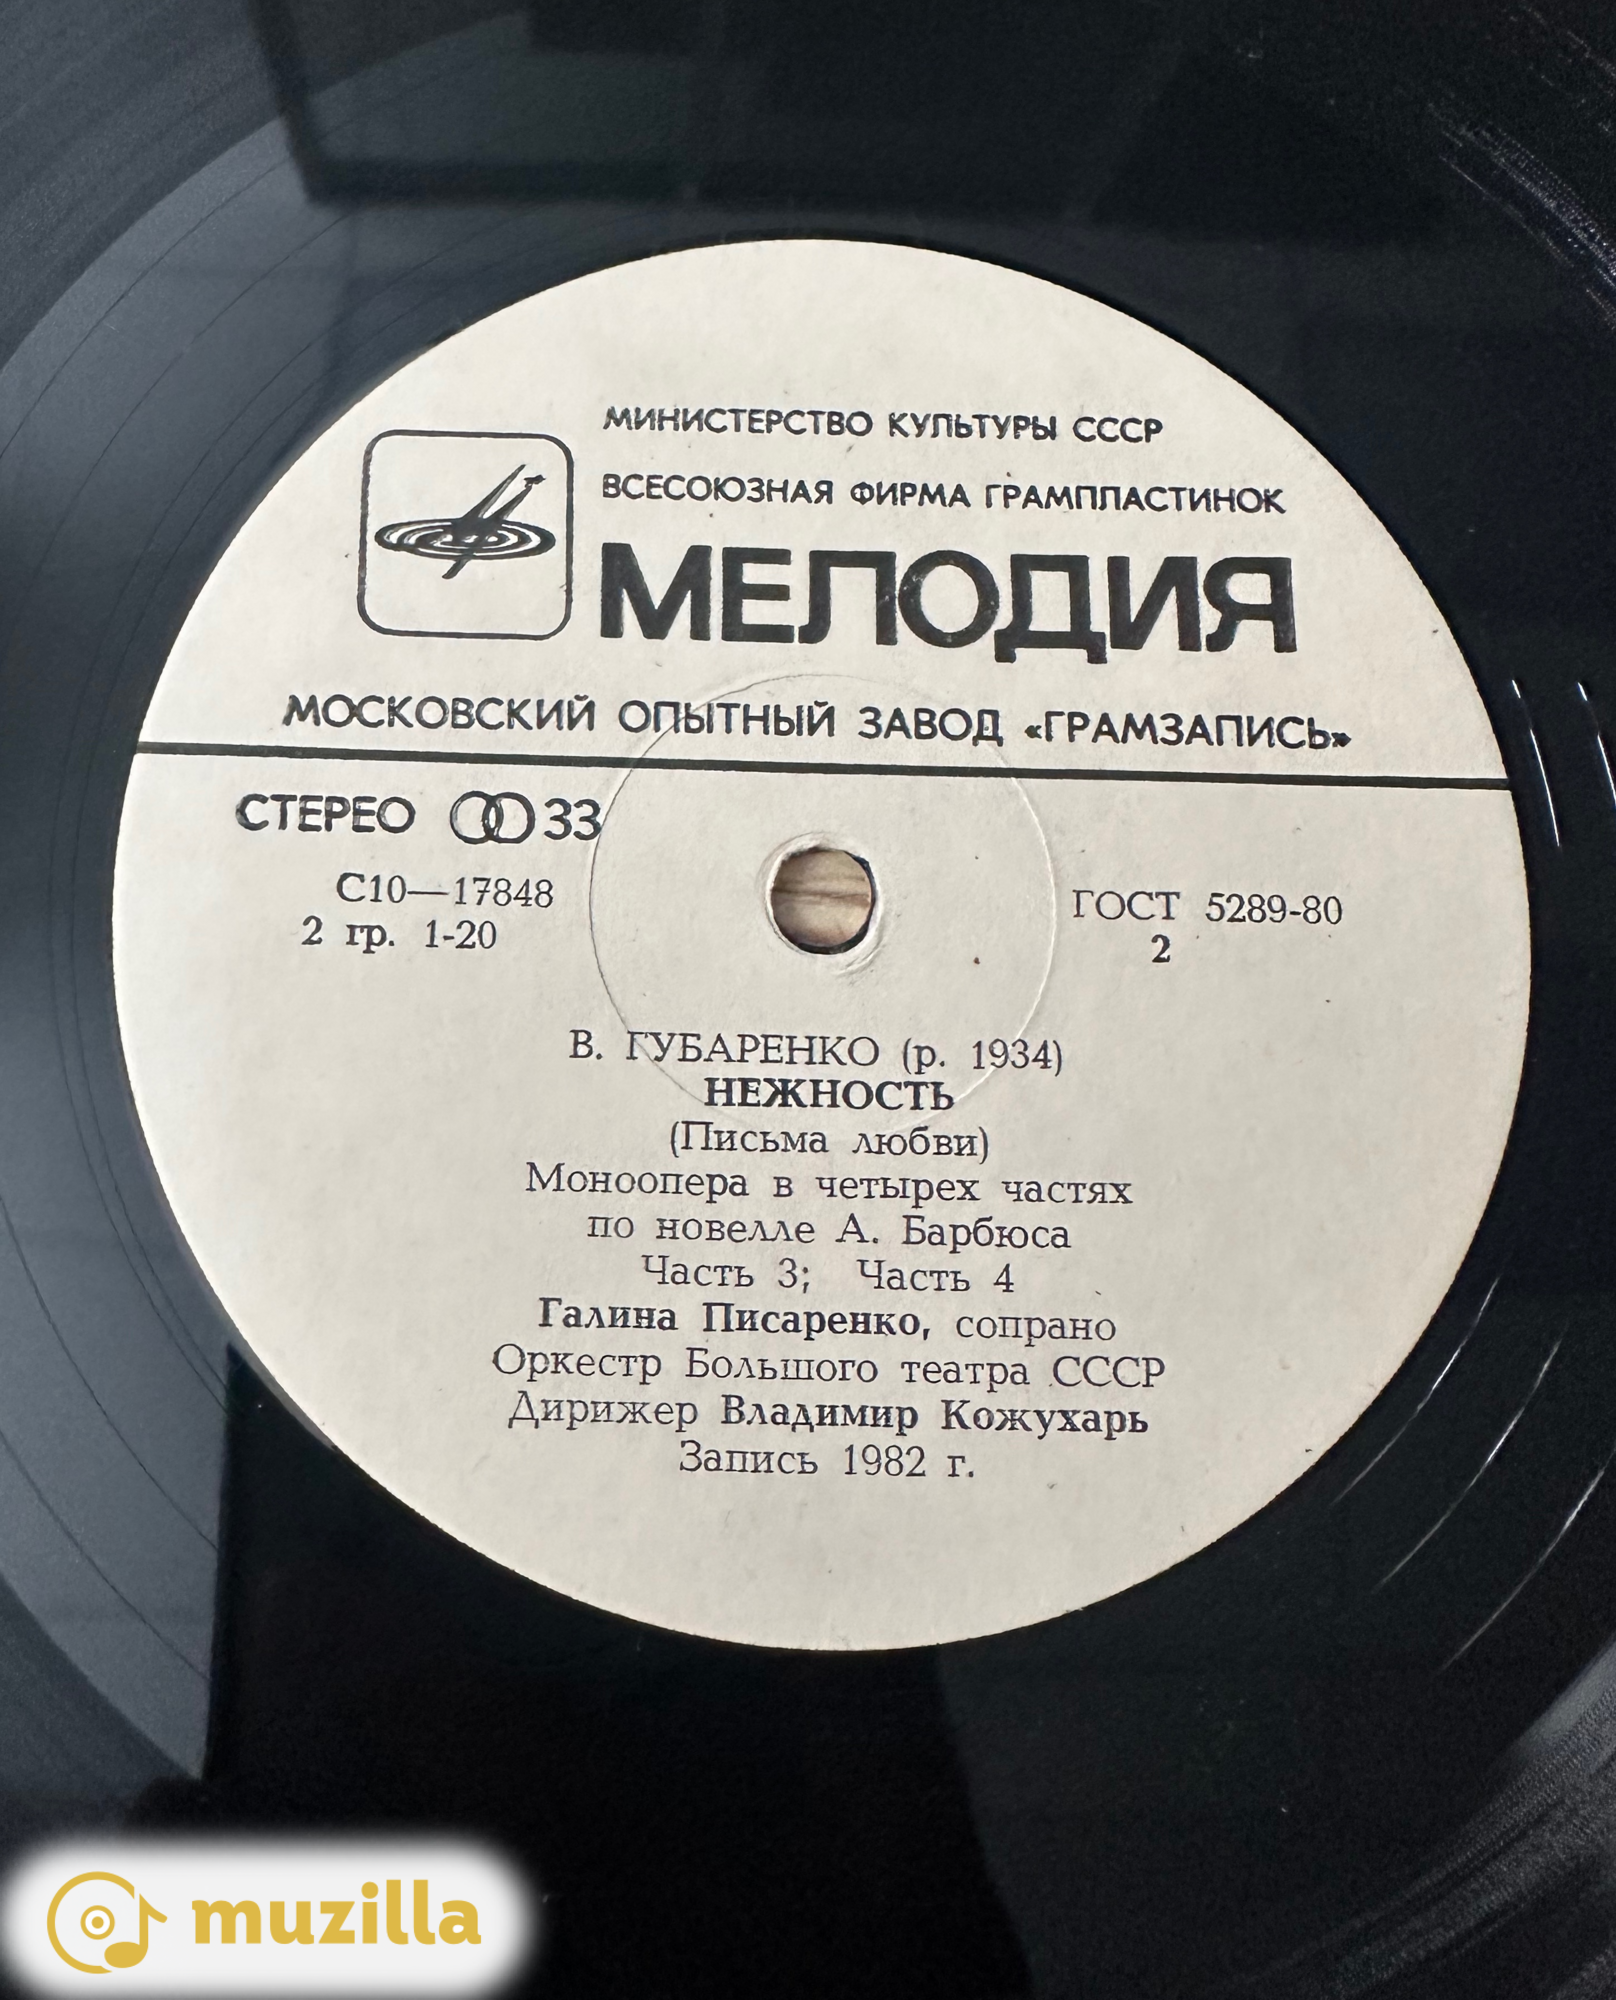 МИНИСТЕРСТВО КУЛЬТУРЫ СССР
ВСЕСОЮЗНАЯ ФИРМА ГРАМПЛАСТИНОК
МЕЛОДИЯ
МОСКОВСКИЙ ОПЫТНЫЙ ЗАВОД «ГРАМЗАПИСЬ»
СТЕРЕО 33
С10—17848
2 гр. 1-20
ГОСТ 5289-80
2
В. ГУБАРЕНКО (р. 1934)
НЕЖНОСТЬ
(Письма любви)
Моноопера в четырех частях
по новелле А. Барбюса
Часть 3; Часть 4
Галина Писаренко, сопрано
Оркестр Большого театра СССР
Дирижер Владимир Кожухарь
Запись 1982 г.
muzilla